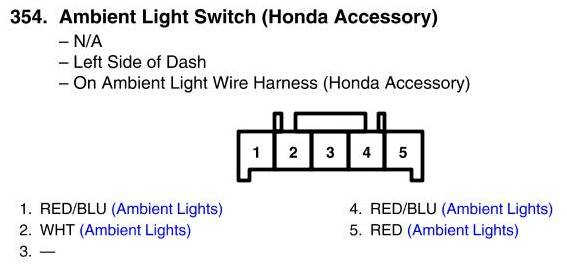 354. Ambient Light Switch (Honda Accessory)
– N/A
– Left Side of Dash
– On Ambient Light Wire Harness (Honda Accessory)
1 2 3 4 5
1. RED/BLU (Ambient Lights)
2. WHT (Ambient Lights)
3. —
4. RED/BLU (Ambient Lights)
5. RED (Ambient Lights)